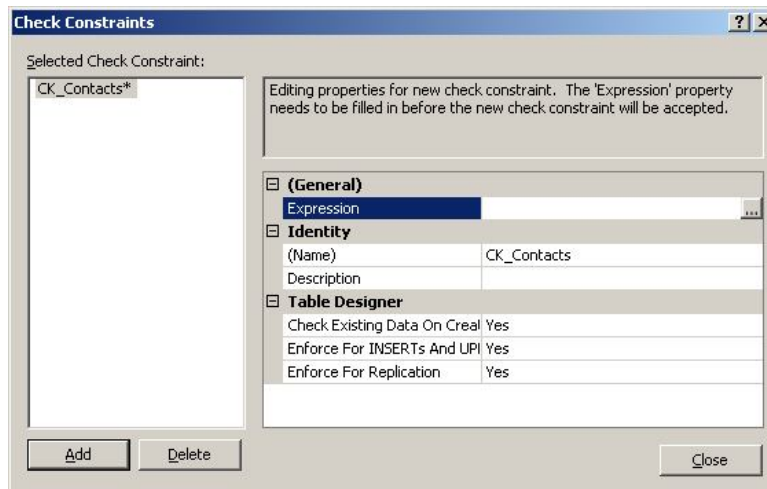 Check Constraints
Selected Check Constraint:
CK_Contacts*
Editing properties for new check constraint. The 'Expression' property
needs to be filled in before the new check constraint will be accepted.
(General)
Expression
...
Identity
(Name) CK_Contacts
Description
Table Designer
Check Existing Data On Creat Yes
Enforce For INSERTs And UPI Yes
Enforce For Replication Yes
Add Delete
Close